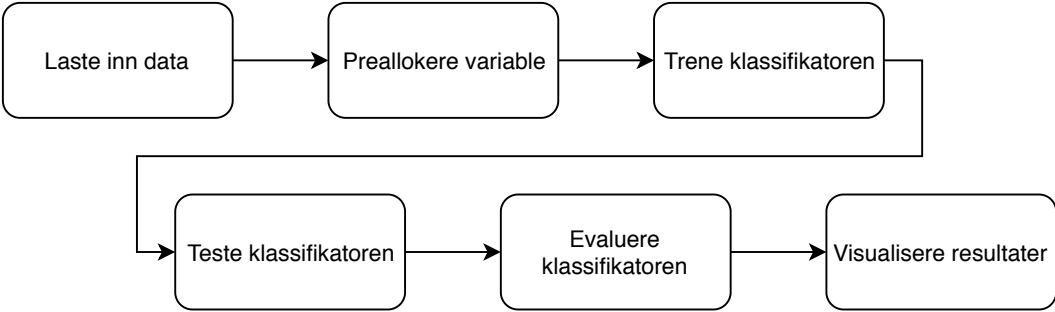 Laste inn data
Preallokere variable
Trene klassifikatoren
Teste klassifikatoren
Evaluere
klassifikatoren
Visualisere resultater